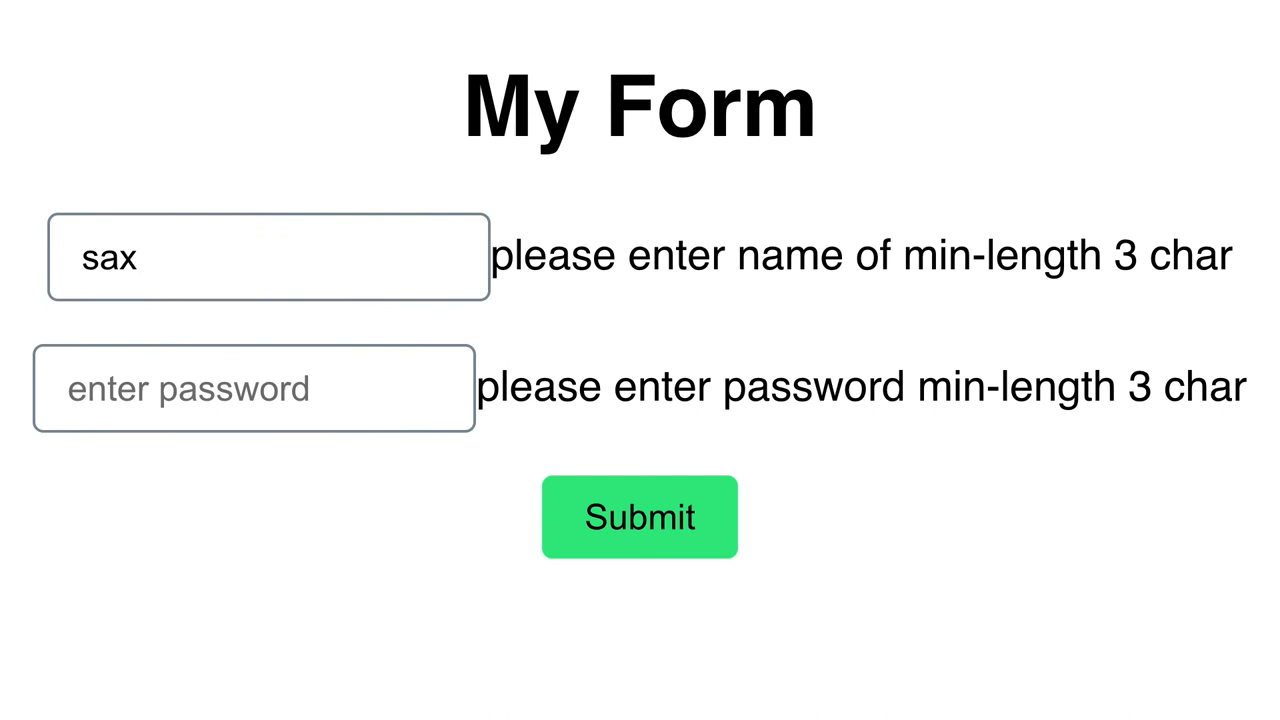 My Form
sax please enter name of min-length 3 char
enter password please enter password min-length 3 char
Submit